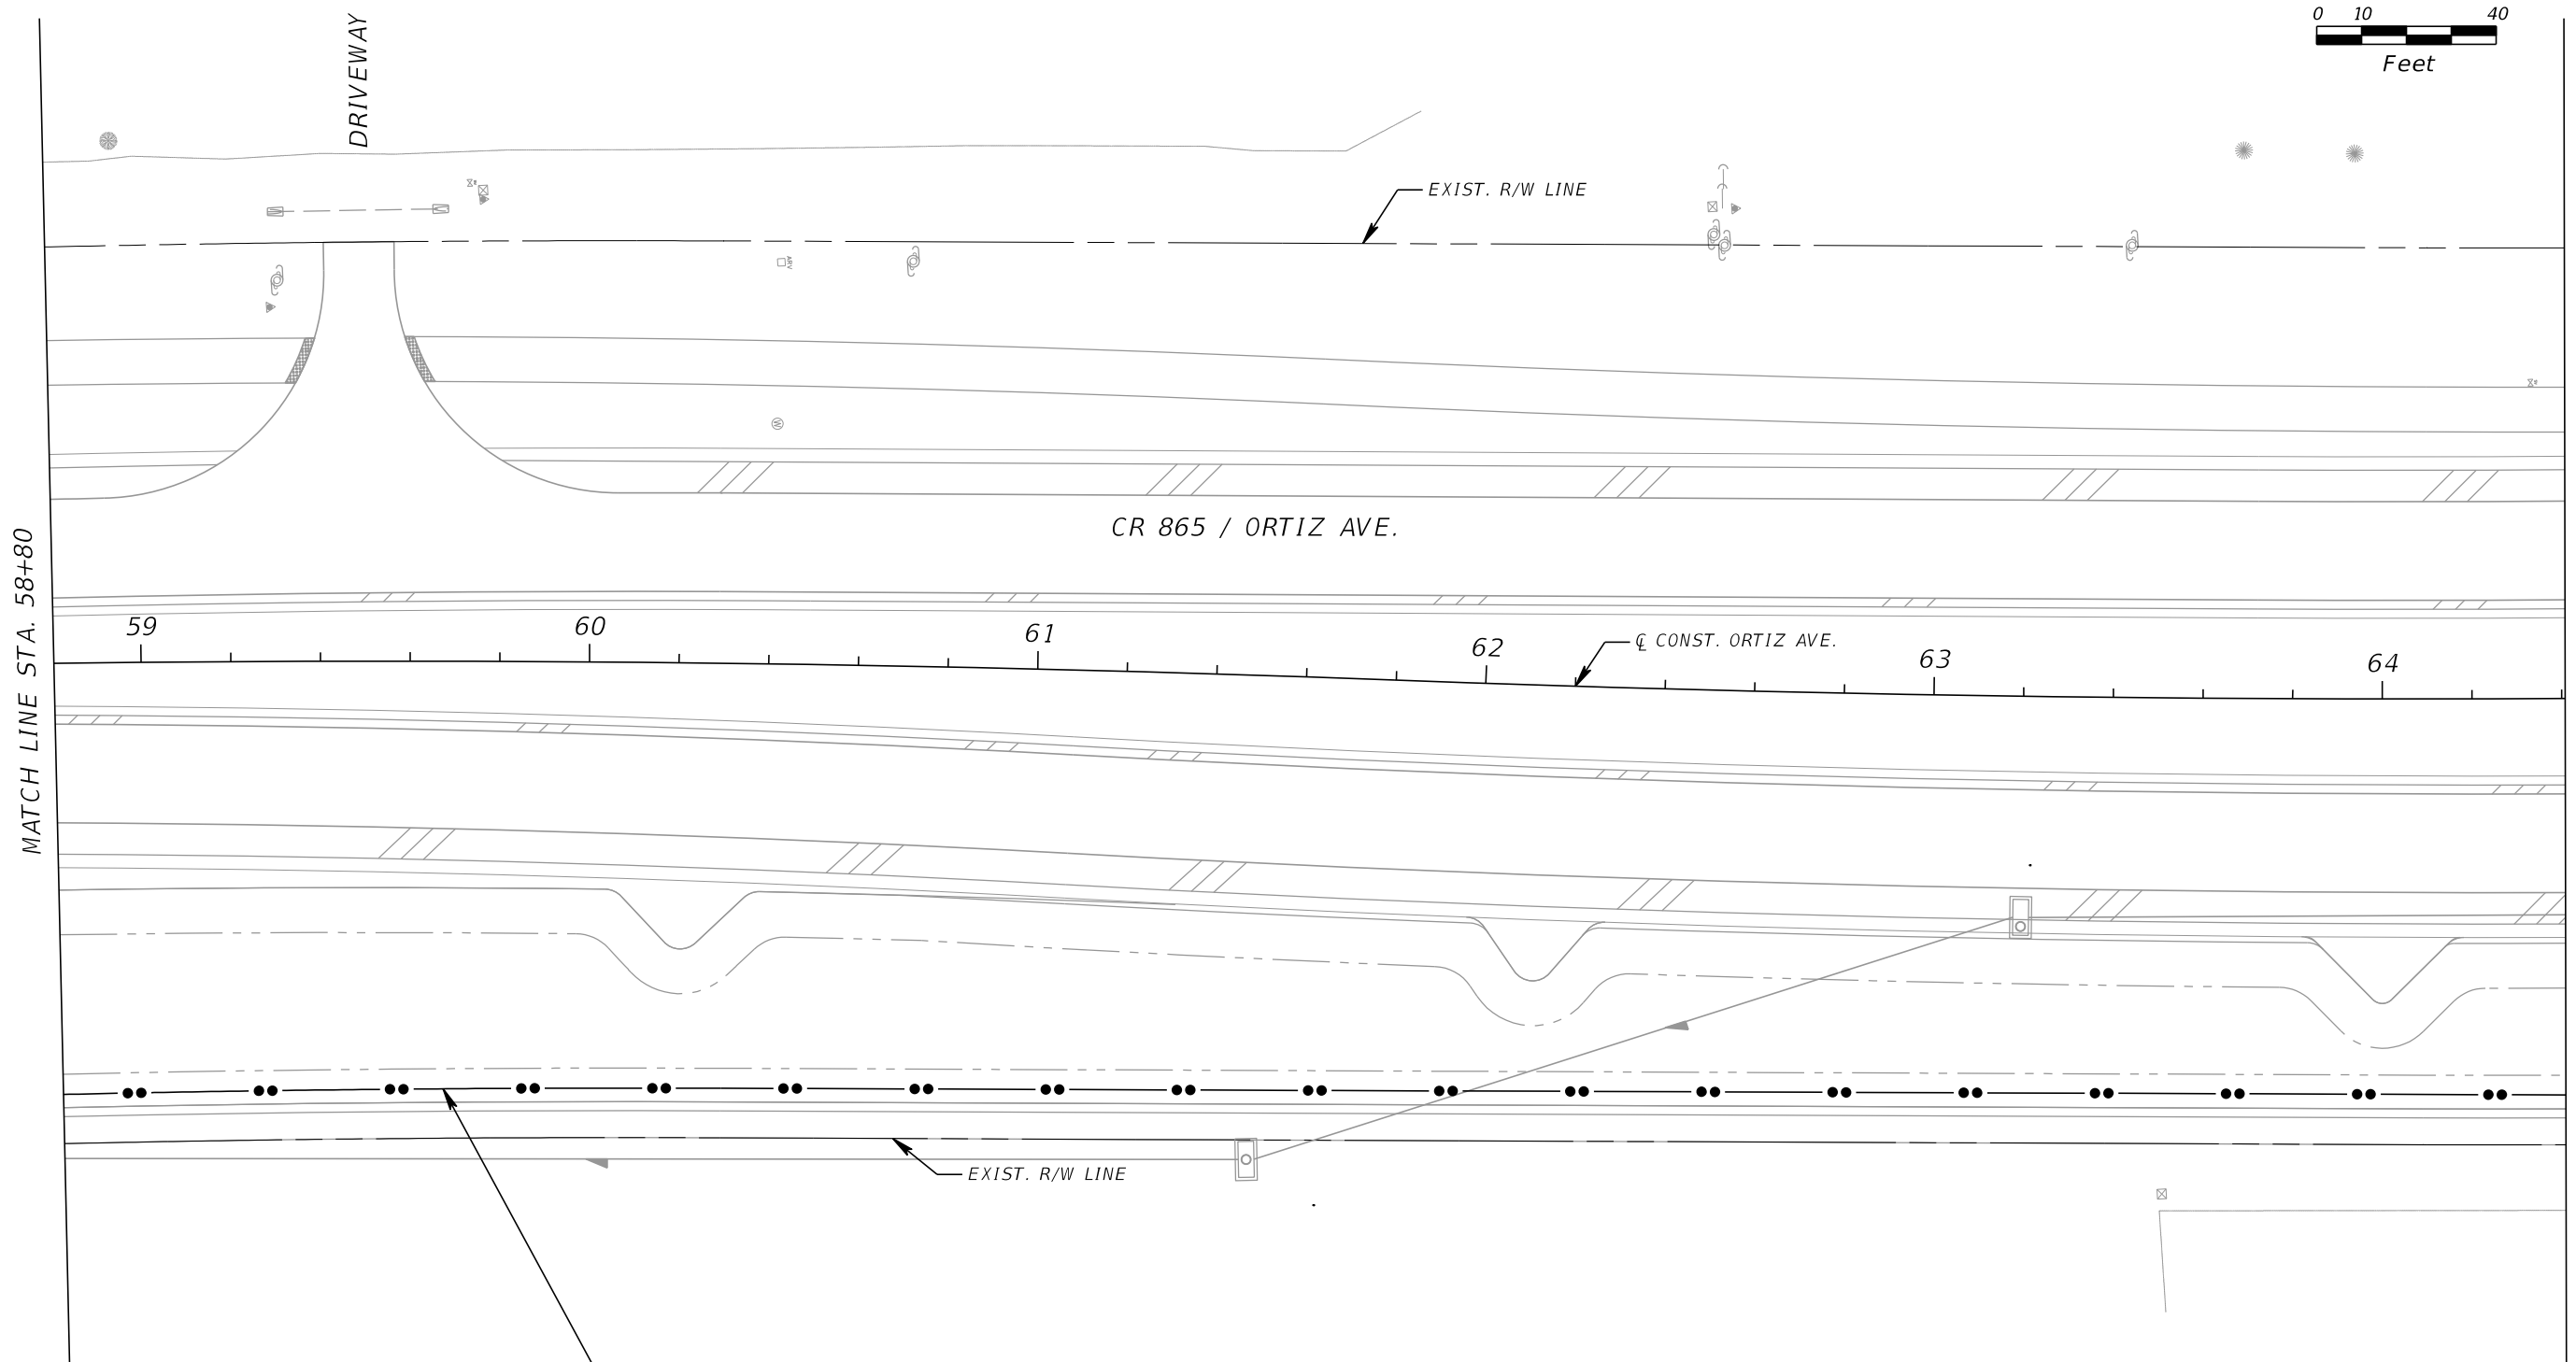 0 10 40
Feet
DRIVEWAY
EXIST. R/W LINE
ARV
W
CR 865 / ORTIZ AVE.
MATCH LINE STA. 58+80
59 60 61 62 63 64
℄ CONST. ORTIZ AVE.
EXIST. R/W LINE